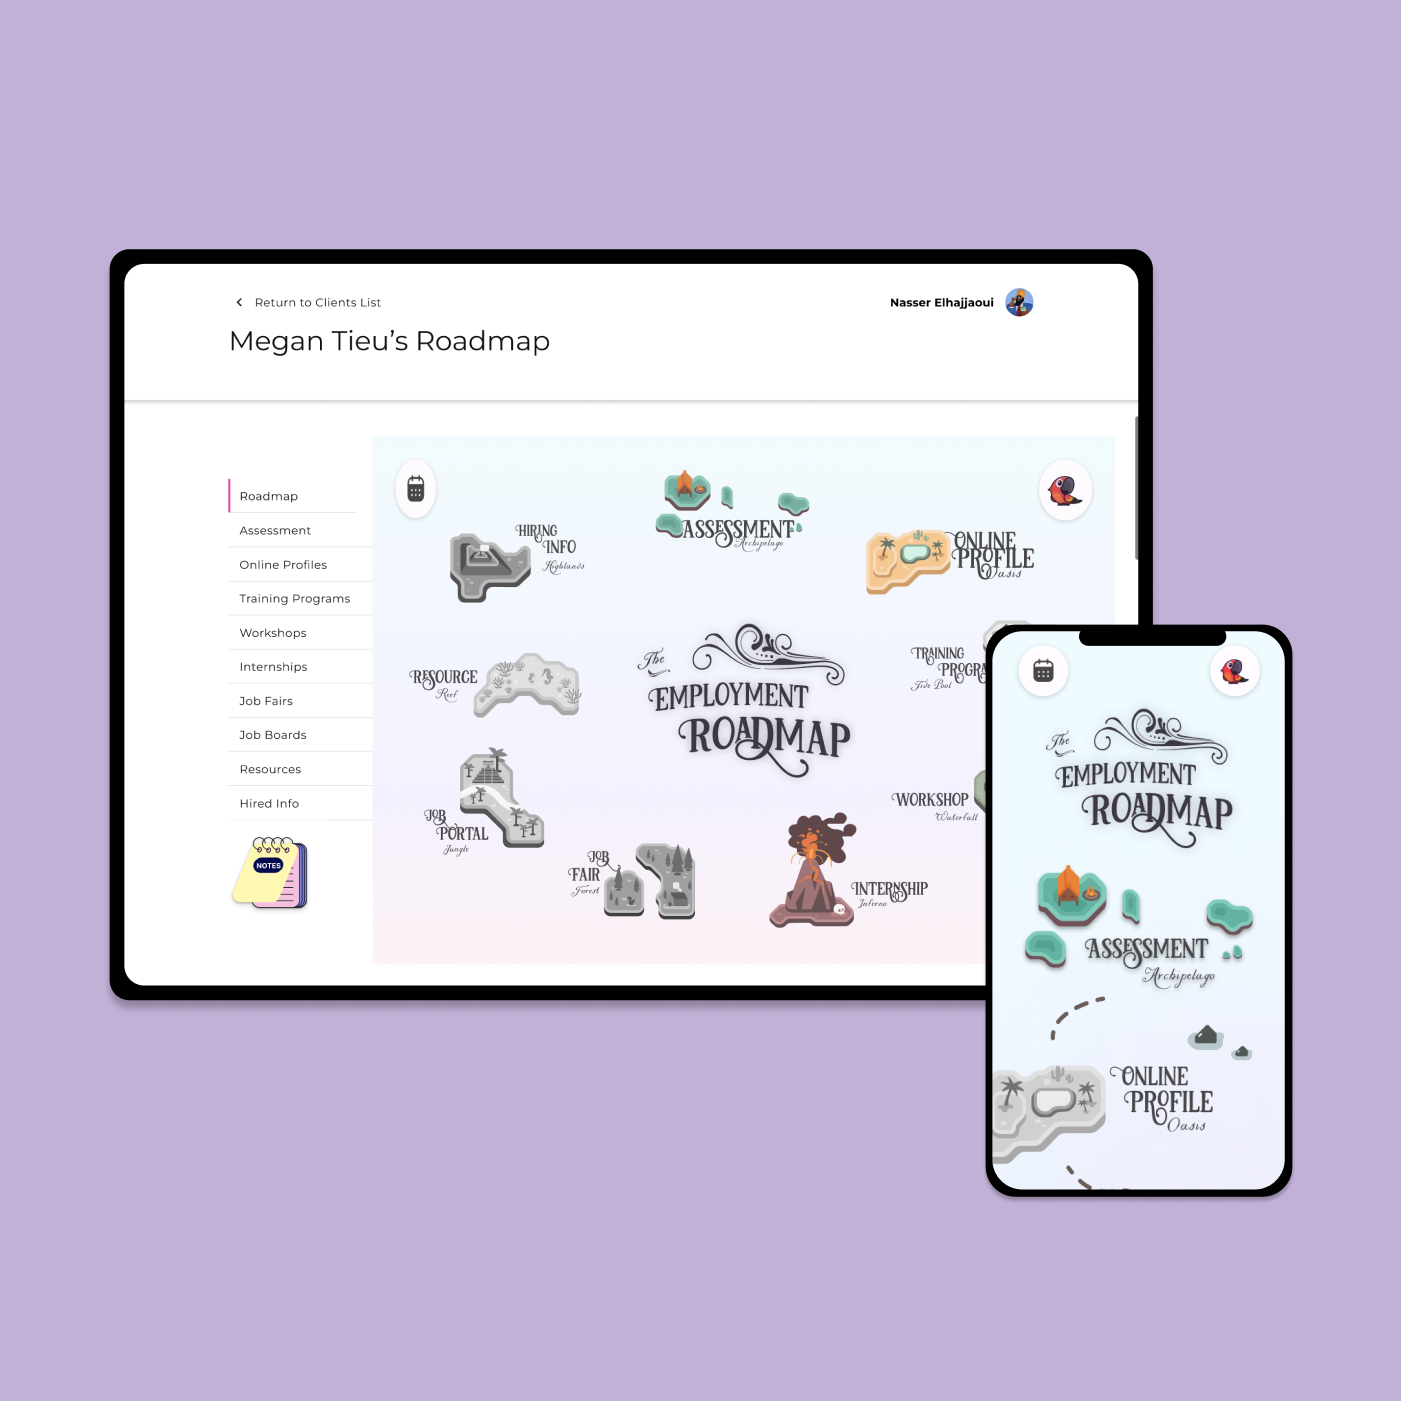 Return to Clients List
Nasser Elhajjaoui
Megan Tieu's Roadmap
Roadmap
Assessment
Online Profiles
Training Programs
Workshops
Internships
Job Fairs
Job Boards
Resources
Hired Info
NOTES
HIRING
INFO
Highlands
ASSESSMENT
Archipelago
ONLINE
PROFILE
Oasis
RESOURCE
Reef
The
EMPLOYMENT
ROADMAP
TRAINING
Tide Pool
JOB
PORTAL
Jungle
WORKSHOP
Waterfall
JOB
FAIR
Forest
INTERNSHIP
Inferno
The
EMPLOYMENT
ROADMAP
ASSESSMENT
Archipelago
ONLINE
PROFILE
Oasis